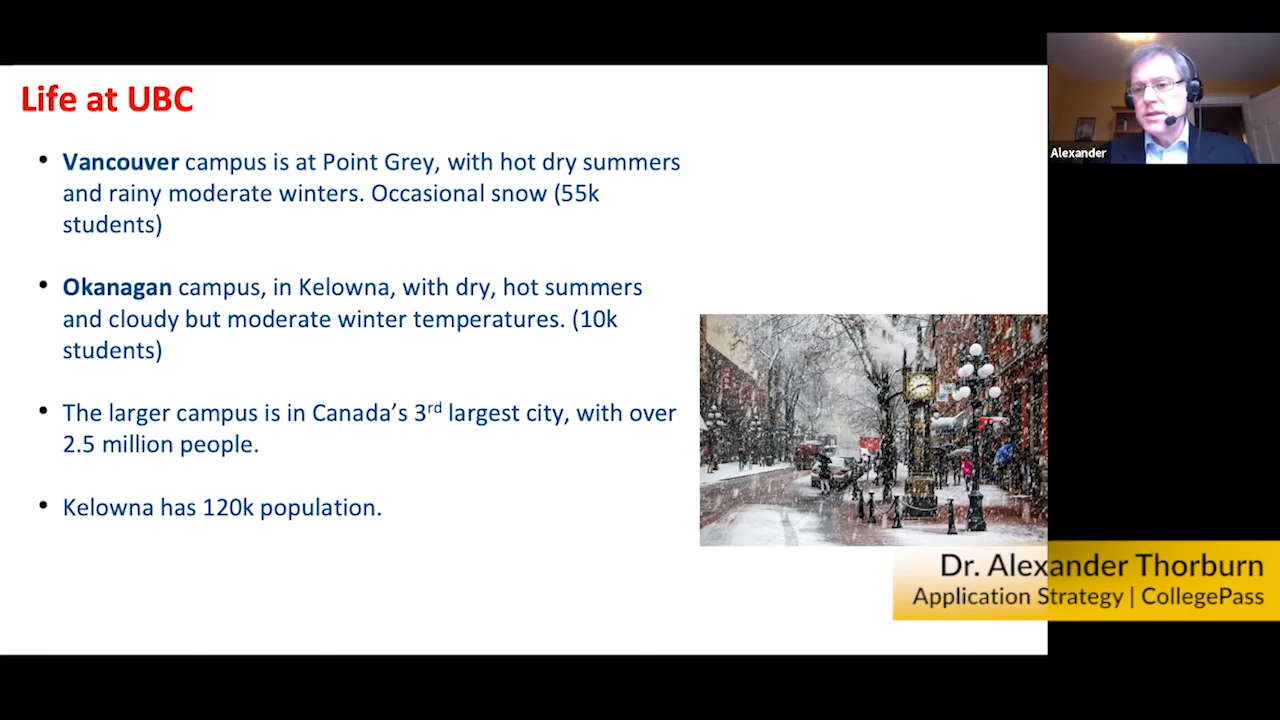 Life at UBC
• Vancouver campus is at Point Grey, with hot dry summers
and rainy moderate winters. Occasional snow (55k
students)
• Okanagan campus, in Kelowna, with dry, hot summers
and cloudy but moderate winter temperatures. (10k
students)
• The larger campus is in Canada’s 3rd largest city, with over
2.5 million people.
• Kelowna has 120k population.
Alexander
Dr. Alexander Thorburn
Application Strategy | CollegePass